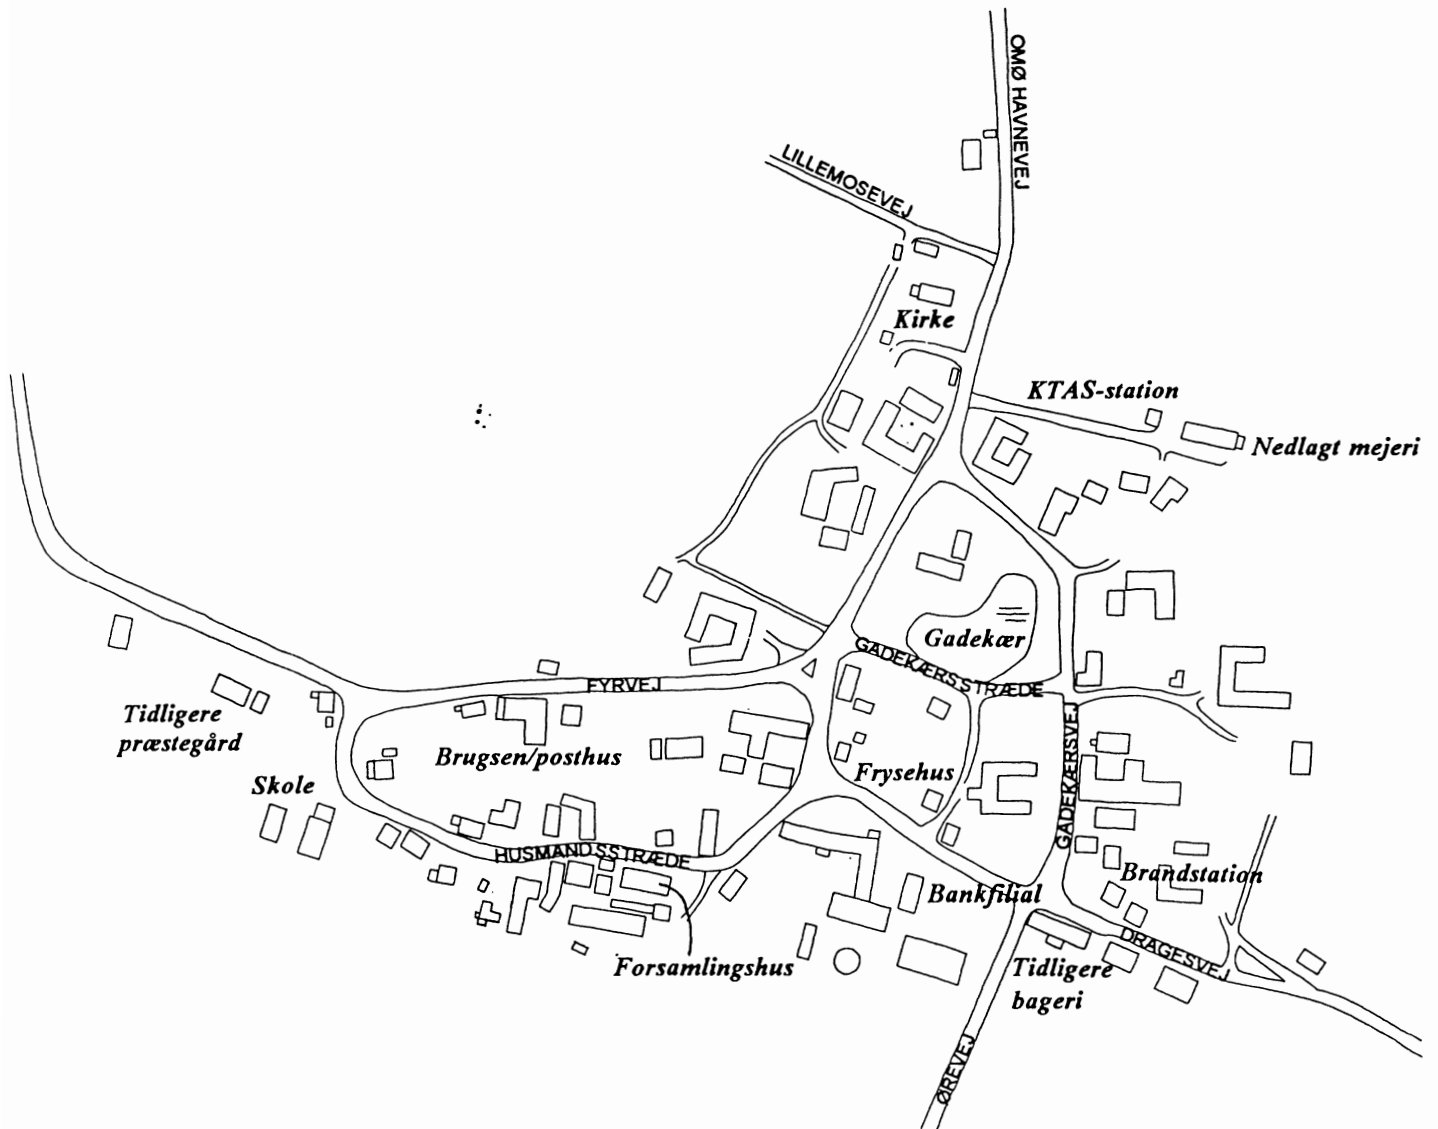 OMØ HAVNEVEJ
LILLEMOSEVEJ
Kirke
KTAS-station
Nedlagt mejeri
Gadekær
GADEKÆRSSTRÆDE
FYRVEJ
Tidligere
præstegård
Brugsen/posthus
Frysehus
GADEKÆRSVEJ
Skole
HUSMANDSSTRÆDE
Brandstation
Bankfilial
DRAGESVEJ
Forsamlingshus
Tidligere
bageri
ØREVEJ